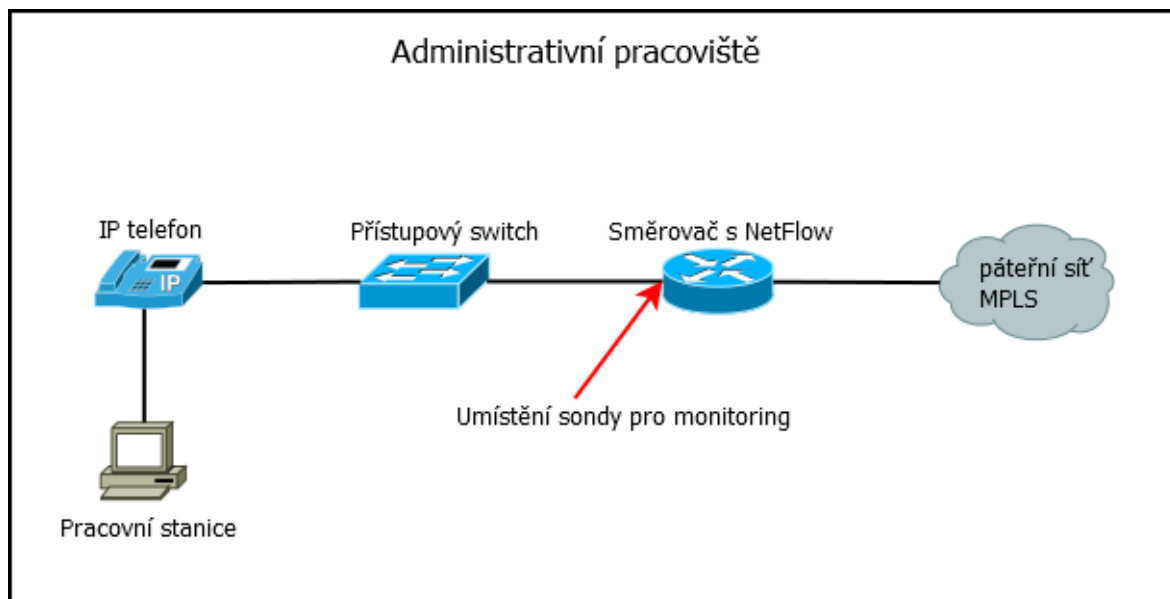 Administrativní pracoviště
IP telefon
Přístupový switch
Směrovač s NetFlow
IP
páteřní síť
MPLS
Umístění sondy pro monitoring
Pracovní stanice